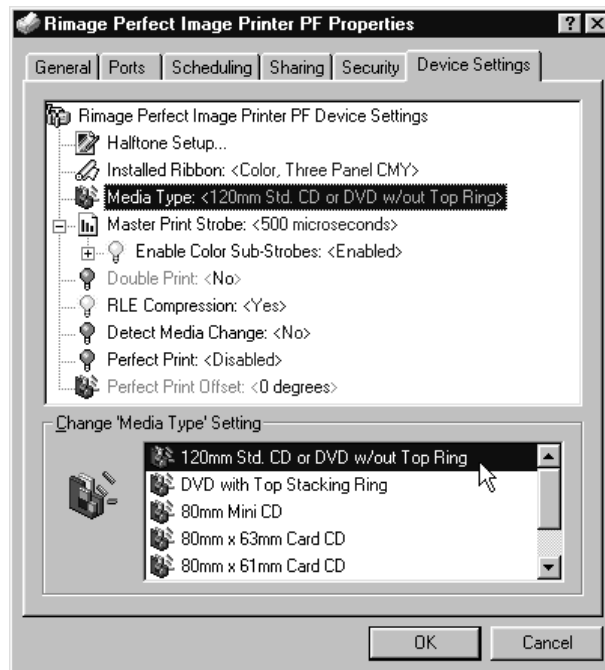 Rimage Perfect Image Printer PF Properties
General Ports Scheduling Sharing Security Device Settings
Rimage Perfect Image Printer PF Device Settings
Halftone Setup...
Installed Ribbon: <Color, Three Panel CMY>
Media Type: <120mm Std. CD or DVD w/out Top Ring>
Master Print Strobe: <500 microseconds>
Enable Color Sub-Strobes: <Enabled>
Double Print: <No>
RLE Compression: <Yes>
Detect Media Change: <No>
Perfect Print: <Disabled>
Perfect Print Offset: <0 degrees>
Change 'Media Type' Setting
120mm Std. CD or DVD w/out Top Ring
DVD with Top Stacking Ring
80mm Mini CD
80mm x 63mm Card CD
80mm x 61mm Card CD
OK Cancel